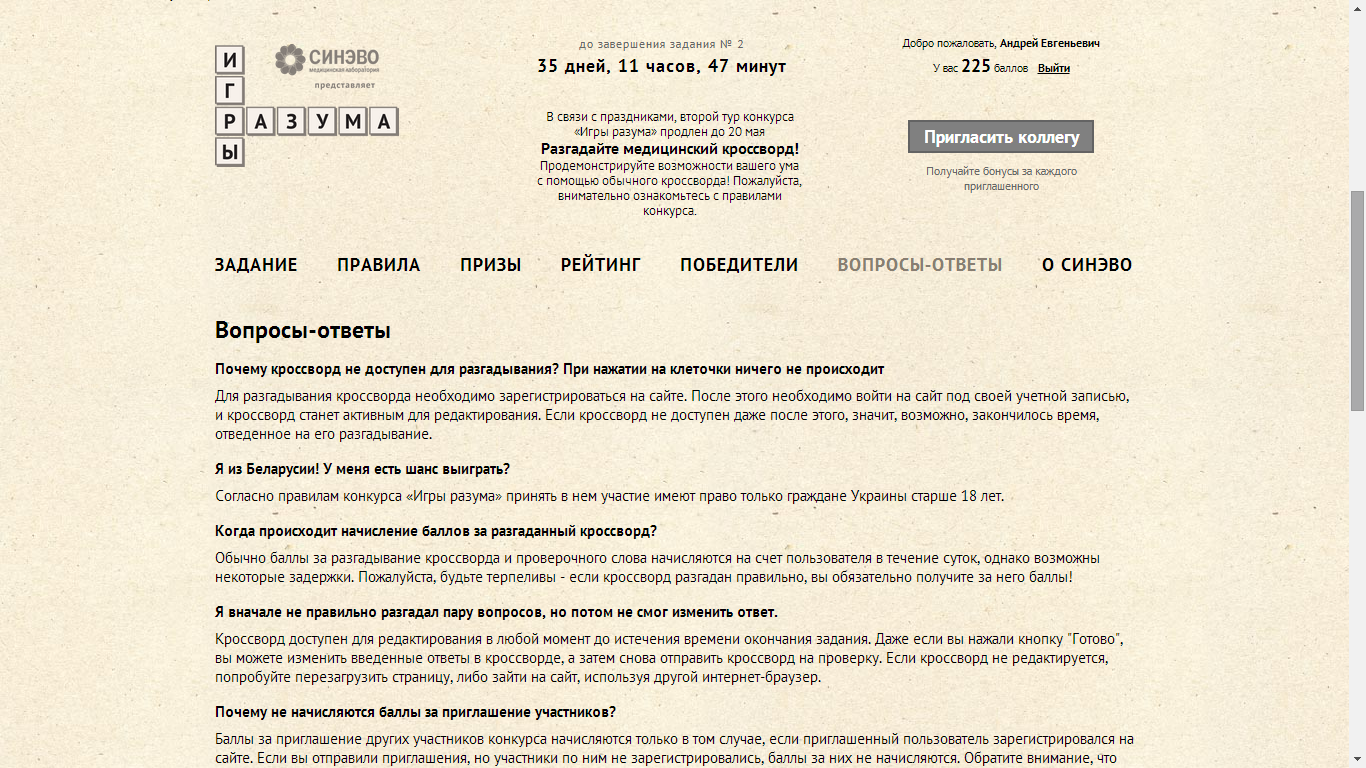 И
Г
РАЗУМА
Ы
СИНЭВО
медицинская лаборатория
представляет
до завершения задания № 2
35 дней, 11 часов, 47 минут
В связи с праздниками, второй тур конкурса
«Игры разума» продлен до 20 мая
Разгадайте медицинский кроссворд!
Продемонстрируйте возможности вашего ума
с помощью обычного кроссворда! Пожалуйста,
внимательно ознакомьтесь с правилами
конкурса.
Добро пожаловать, Андрей Евгеньевич
У вас 225 баллов Выйти
Пригласить коллегу
Получайте бонусы за каждого
приглашенного
ЗАДАНИЕ ПРАВИЛА ПРИЗЫ РЕЙТИНГ ПОБЕДИТЕЛИ ВОПРОСЫ-ОТВЕТЫ О СИНЭВО
Вопросы-ответы
Почему кроссворд не доступен для разгадывания? При нажатии на клеточки ничего не происходит
Для разгадывания кроссворда необходимо зарегистрироваться на сайте. После этого необходимо войти на сайт под своей учетной записью,
и кроссворд станет активным для редактирования. Если кроссворд не доступен даже после этого, значит, возможно, закончилось время,
отведенное на его разгадывание.
Я из Беларусии! У меня есть шанс выиграть?
Согласно правилам конкурса «Игры разума» принять в нем участие имеют право только граждане Украины старше 18 лет.
Когда происходит начисление баллов за разгаданный кроссворд?
Обычно баллы за разгадывание кроссворда и проверочного слова начисляются на счет пользователя в течение суток, однако возможны
некоторые задержки. Пожалуйста, будьте терпеливы - если кроссворд разгадан правильно, вы обязательно получите за него баллы!
Я вначале не правильно разгадал пару вопросов, но потом не смог изменить ответ.
Кроссворд доступен для редактирования в любой момент до истечения времени окончания задания. Даже если вы нажали кнопку "Готово",
вы можете изменить введенные ответы в кроссворде, а затем снова отправить кроссворд на проверку. Если кроссворд не редактируется,
попробуйте перезагрузить страницу, либо зайти на сайт, используя другой интернет-браузер.
Почему не начисляются баллы за приглашение участников?
Баллы за приглашение других участников конкурса начисляются только в том случае, если приглашенный пользователь зарегистрировался на
сайте. Если вы отправили приглашения, но участники по ним не зарегистрировались, баллы за них не начисляются. Обратите внимание, что